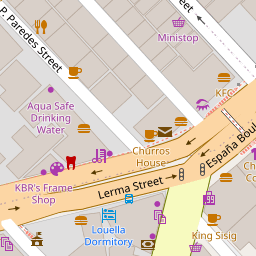 P. Paredes Street
Ministop
KFC
Aqua Safe
Drinking
Water
Churros
House
España Boul
KBR's Frame
Shop
Lerma Street
Louella
Dormitory
99
King Sisig